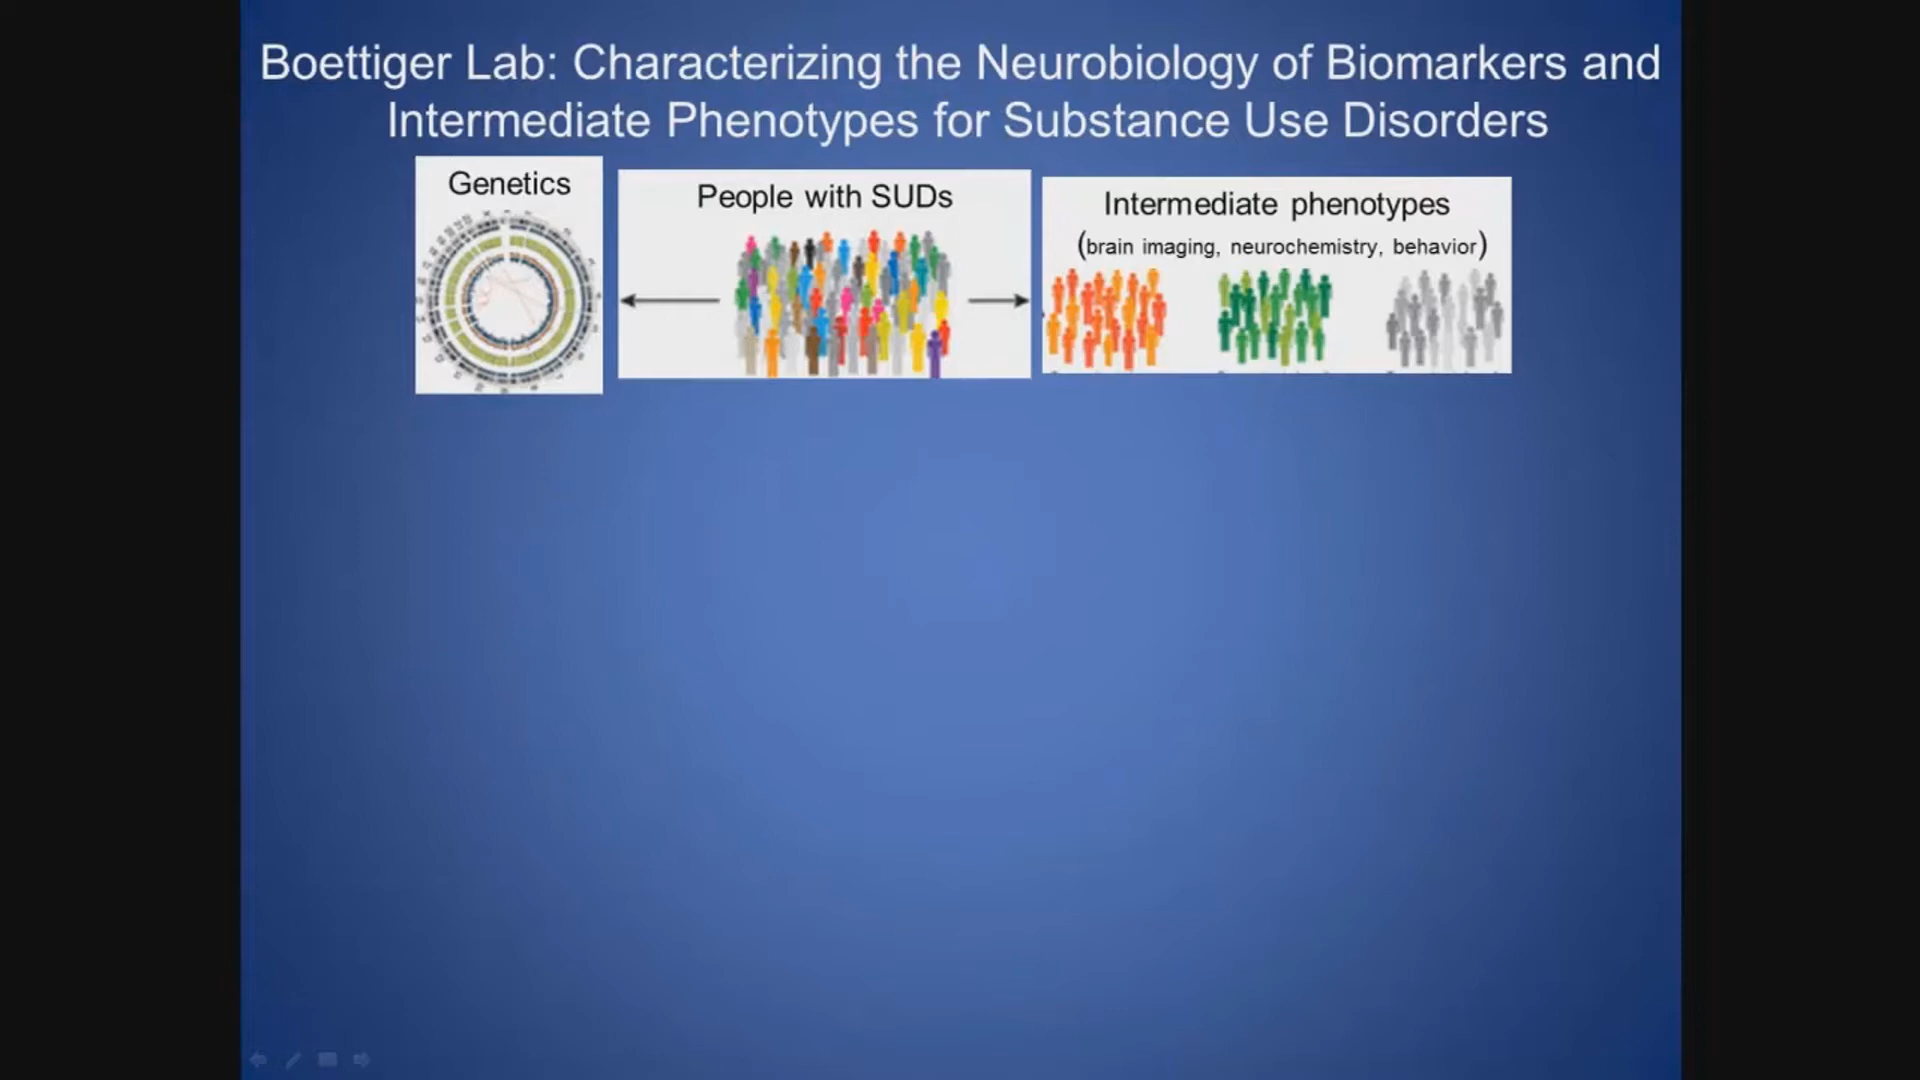 Boettiger Lab: Characterizing the Neurobiology of Biomarkers and
Intermediate Phenotypes for Substance Use Disorders
Genetics
People with SUDs
Intermediate phenotypes
(brain imaging, neurochemistry, behavior)